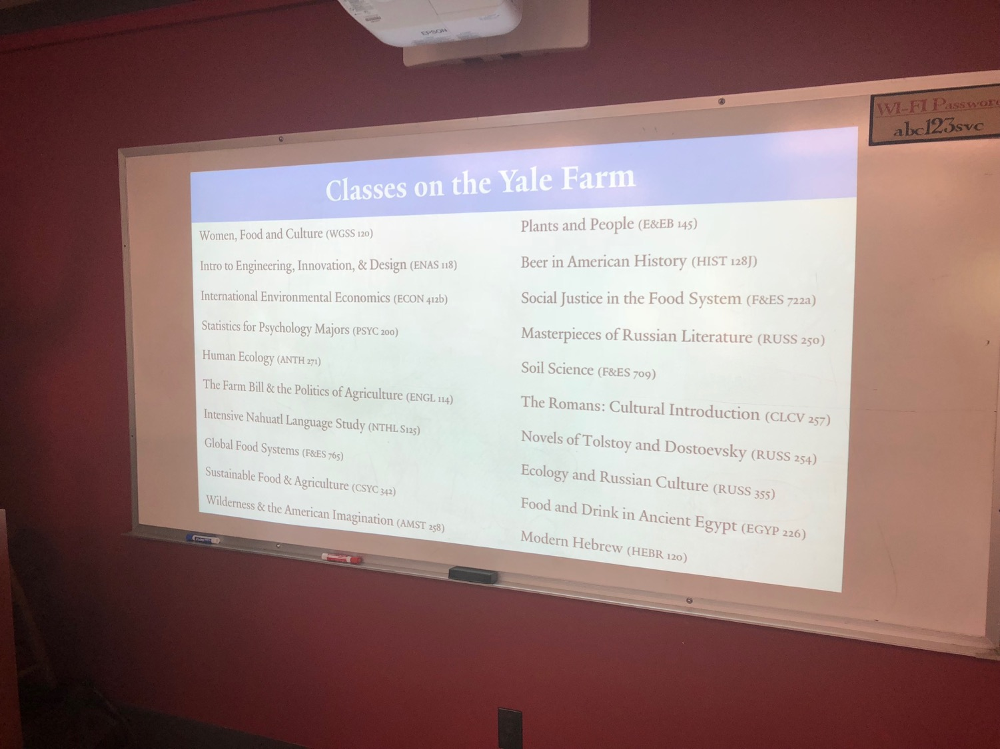 EPSON
WI-FI Password
abc123svc
Classes on the Yale Farm
Women, Food and Culture (WGSS 120)
Intro to Engineering, Innovation, & Design (ENAS 118)
International Environmental Economics (ECON 412b)
Statistics for Psychology Majors (PSYC 200)
Human Ecology (ANTH 271)
The Farm Bill & the Politics of Agriculture (ENGL 114)
Intensive Nahuatl Language Study (NTHL S125)
Global Food Systems (F&ES 765)
Sustainable Food & Agriculture (CSYC 342)
Wilderness & the American Imagination (AMST 258)
Plants and People (E&EB 145)
Beer in American History (HIST 128J)
Social Justice in the Food System (F&ES 722a)
Masterpieces of Russian Literature (RUSS 250)
Soil Science (F&ES 709)
The Romans: Cultural Introduction (CLCV 257)
Novels of Tolstoy and Dostoevsky (RUSS 254)
Ecology and Russian Culture (RUSS 355)
Food and Drink in Ancient Egypt (EGYP 226)
Modern Hebrew (HEBR 120)